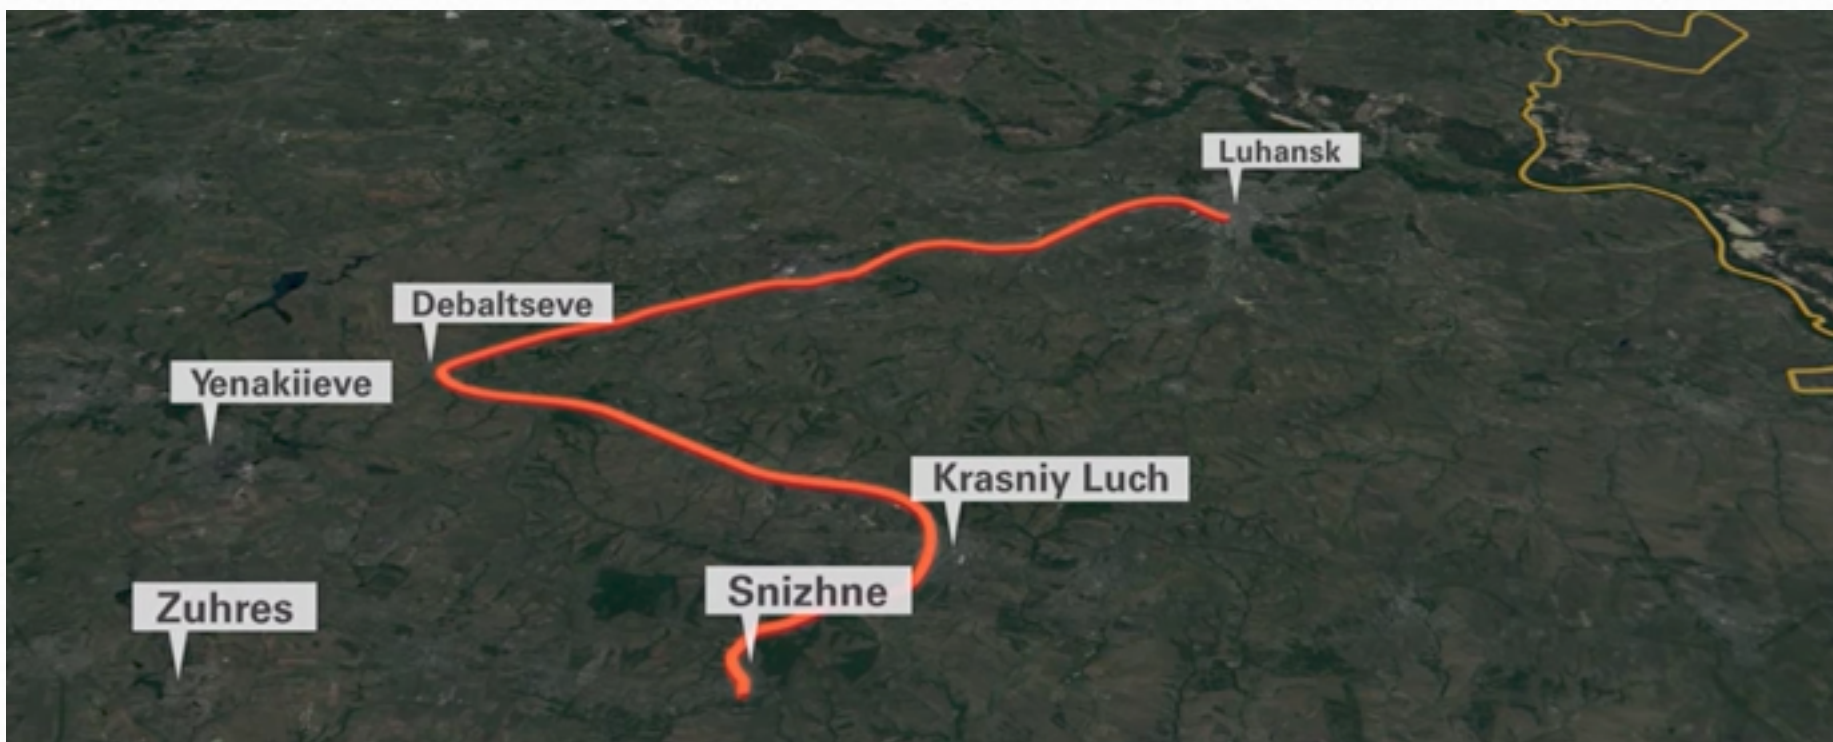 Luhansk
Debaltseve
Yenakiieve
Krasniy Luch
Snizhne
Zuhres